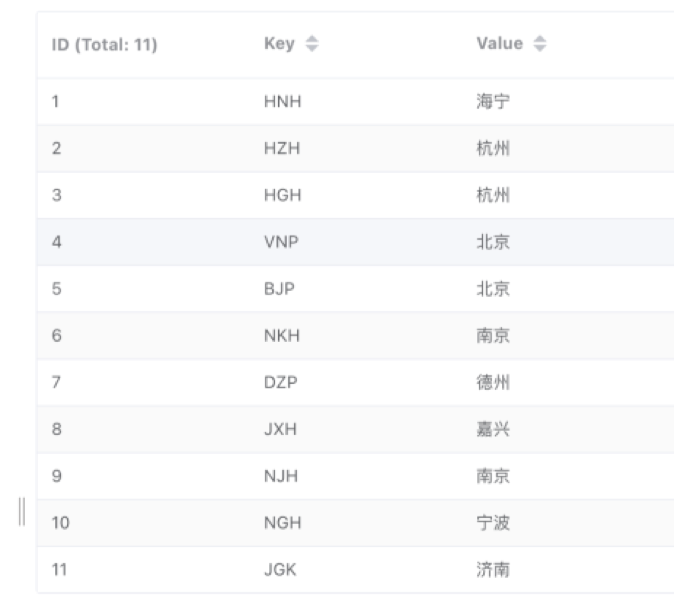 ID (Total: 11) Key Value
1 HNH 海宁
2 HZH 杭州
3 HGH 杭州
4 VNP 北京
5 BJP 北京
6 NKH 南京
7 DZP 德州
8 JXH 嘉兴
9 NJH 南京
10 NGH 宁波
11 JGK 济南